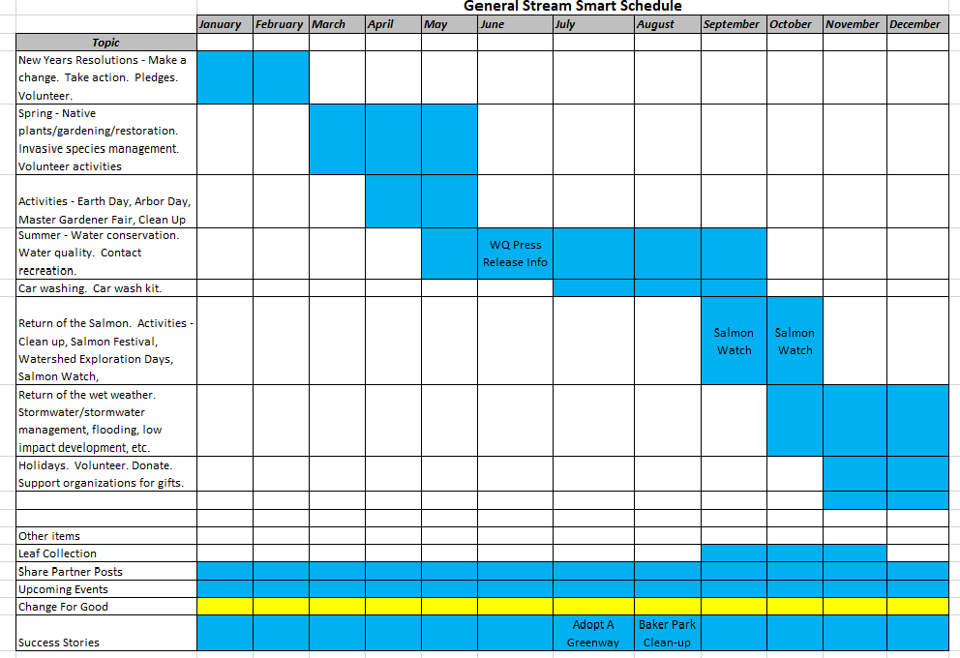 General Stream Smart Schedule
January February March April May June July August September October November December
Topic
New Years Resolutions - Make a
change.  Take action.  Pledges.
Volunteer.
Spring - Native
plants/gardening/restoration.
Invasive species management.
Volunteer activities
Activities - Earth Day, Arbor Day,
Master Gardener Fair, Clean Up
Summer - Water conservation.
Water quality.  Contact
recreation.
WQ Press
Release Info
Car washing.  Car wash kit.
Return of the Salmon.  Activities -
Clean up, Salmon Festival,
Watershed Exploration Days,
Salmon Watch,
Salmon
Watch
Salmon
Watch
Return of the wet weather.
Stormwater/stormwater
management, flooding, low
impact development, etc.
Holidays.  Volunteer. Donate.
Support organizations for gifts.
Other items
Leaf Collection
Share Partner Posts
Upcoming Events
Change For Good
Success Stories
Adopt A
Greenway
Baker Park
Clean-up